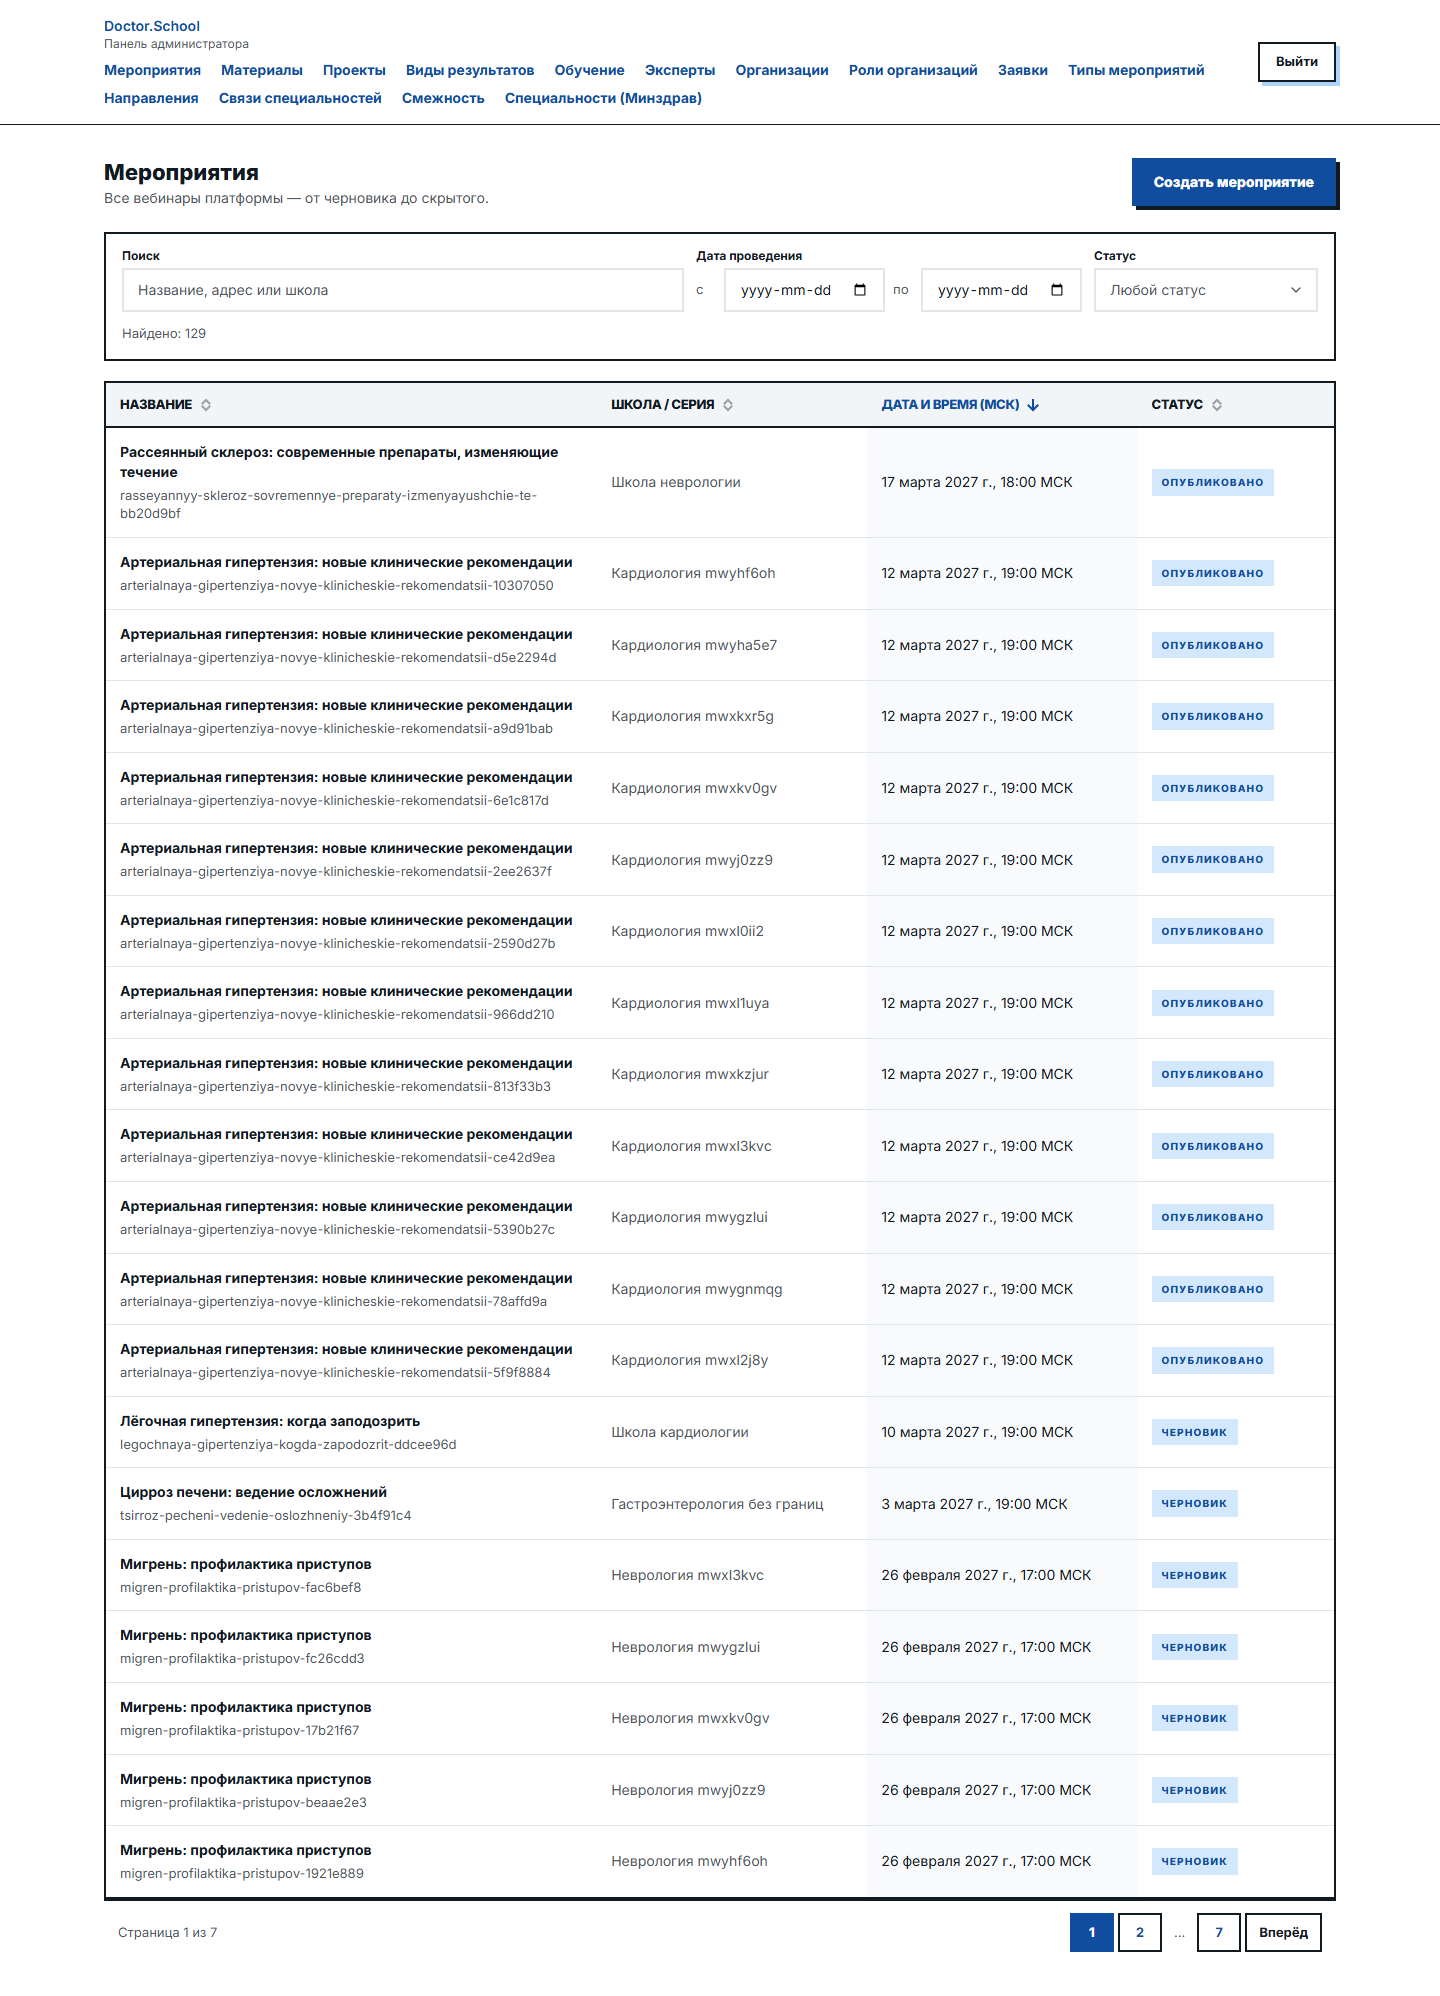 Doctor.School
Панель администратора
Мероприятия Материалы Проекты Виды результатов Обучение Эксперты Организации Роли организаций Заявки Типы мероприятий
Направления Связи специальностей Смежность Специальности (Минздрав)
Выйти
Мероприятия
Все вебинары платформы — от черновика до скрытого.
Создать мероприятие
Поиск Дата проведения Статус
Название, адрес или школа с yyyy-mm-dd по yyyy-mm-dd Любой статус
Найдено: 129
НАЗВАНИЕ ШКОЛА / СЕРИЯ ДАТА И ВРЕМЯ (МСК) СТАТУС
Рассеянный склероз: современные препараты, изменяющие
течение
rasseyannyy-skleroz-sovremennye-preparaty-izmenyayushchie-te-
bb20d9bf
Школа неврологии 17 марта 2027 г., 18:00 МСК ОПУБЛИКОВАНО
Артериальная гипертензия: новые клинические рекомендации
arterialnaya-gipertenziya-novye-klinicheskie-rekomendatsii-10307050
Кардиология mwyhf6oh 12 марта 2027 г., 19:00 МСК ОПУБЛИКОВАНО
Артериальная гипертензия: новые клинические рекомендации
arterialnaya-gipertenziya-novye-klinicheskie-rekomendatsii-d5e2294d
Кардиология mwyha5e7 12 марта 2027 г., 19:00 МСК ОПУБЛИКОВАНО
Артериальная гипертензия: новые клинические рекомендации
arterialnaya-gipertenziya-novye-klinicheskie-rekomendatsii-a9d91bab
Кардиология mwxkxr5g 12 марта 2027 г., 19:00 МСК ОПУБЛИКОВАНО
Артериальная гипертензия: новые клинические рекомендации
arterialnaya-gipertenziya-novye-klinicheskie-rekomendatsii-6e1c817d
Кардиология mwxkv0gv 12 марта 2027 г., 19:00 МСК ОПУБЛИКОВАНО
Артериальная гипертензия: новые клинические рекомендации
arterialnaya-gipertenziya-novye-klinicheskie-rekomendatsii-2ee2637f
Кардиология mwyj0zz9 12 марта 2027 г., 19:00 МСК ОПУБЛИКОВАНО
Артериальная гипертензия: новые клинические рекомендации
arterialnaya-gipertenziya-novye-klinicheskie-rekomendatsii-2590d27b
Кардиология mwxl0ii2 12 марта 2027 г., 19:00 МСК ОПУБЛИКОВАНО
Артериальная гипертензия: новые клинические рекомендации
arterialnaya-gipertenziya-novye-klinicheskie-rekomendatsii-966dd210
Кардиология mwxl1uya 12 марта 2027 г., 19:00 МСК ОПУБЛИКОВАНО
Артериальная гипертензия: новые клинические рекомендации
arterialnaya-gipertenziya-novye-klinicheskie-rekomendatsii-813f33b3
Кардиология mwxkzjur 12 марта 2027 г., 19:00 МСК ОПУБЛИКОВАНО
Артериальная гипертензия: новые клинические рекомендации
arterialnaya-gipertenziya-novye-klinicheskie-rekomendatsii-ce42d9ea
Кардиология mwxl3kvc 12 марта 2027 г., 19:00 МСК ОПУБЛИКОВАНО
Артериальная гипертензия: новые клинические рекомендации
arterialnaya-gipertenziya-novye-klinicheskie-rekomendatsii-5390b27c
Кардиология mwygzlui 12 марта 2027 г., 19:00 МСК ОПУБЛИКОВАНО
Артериальная гипертензия: новые клинические рекомендации
arterialnaya-gipertenziya-novye-klinicheskie-rekomendatsii-78affd9a
Кардиология mwygnmqg 12 марта 2027 г., 19:00 МСК ОПУБЛИКОВАНО
Артериальная гипертензия: новые клинические рекомендации
arterialnaya-gipertenziya-novye-klinicheskie-rekomendatsii-5f9f8884
Кардиология mwxl2j8y 12 марта 2027 г., 19:00 МСК ОПУБЛИКОВАНО
Лёгочная гипертензия: когда заподозрить
legochnaya-gipertenziya-kogda-zapodozrit-ddcee96d
Школа кардиологии 10 марта 2027 г., 19:00 МСК ЧЕРНОВИК
Цирроз печени: ведение осложнений
tsirroz-pecheni-vedenie-oslozhneniy-3b4f91c4
Гастроэнтерология без границ 3 марта 2027 г., 19:00 МСК ЧЕРНОВИК
Мигрень: профилактика приступов
migren-profilaktika-pristupov-fac6bef8
Неврология mwxl3kvc 26 февраля 2027 г., 17:00 МСК ЧЕРНОВИК
Мигрень: профилактика приступов
migren-profilaktika-pristupov-fc26cdd3
Неврология mwygzlui 26 февраля 2027 г., 17:00 МСК ЧЕРНОВИК
Мигрень: профилактика приступов
migren-profilaktika-pristupov-17b21f67
Неврология mwxkv0gv 26 февраля 2027 г., 17:00 МСК ЧЕРНОВИК
Мигрень: профилактика приступов
migren-profilaktika-pristupov-beaae2e3
Неврология mwyj0zz9 26 февраля 2027 г., 17:00 МСК ЧЕРНОВИК
Мигрень: профилактика приступов
migren-profilaktika-pristupov-1921e889
Неврология mwyhf6oh 26 февраля 2027 г., 17:00 МСК ЧЕРНОВИК
Страница 1 из 7 1 2 ... 7 Вперёд